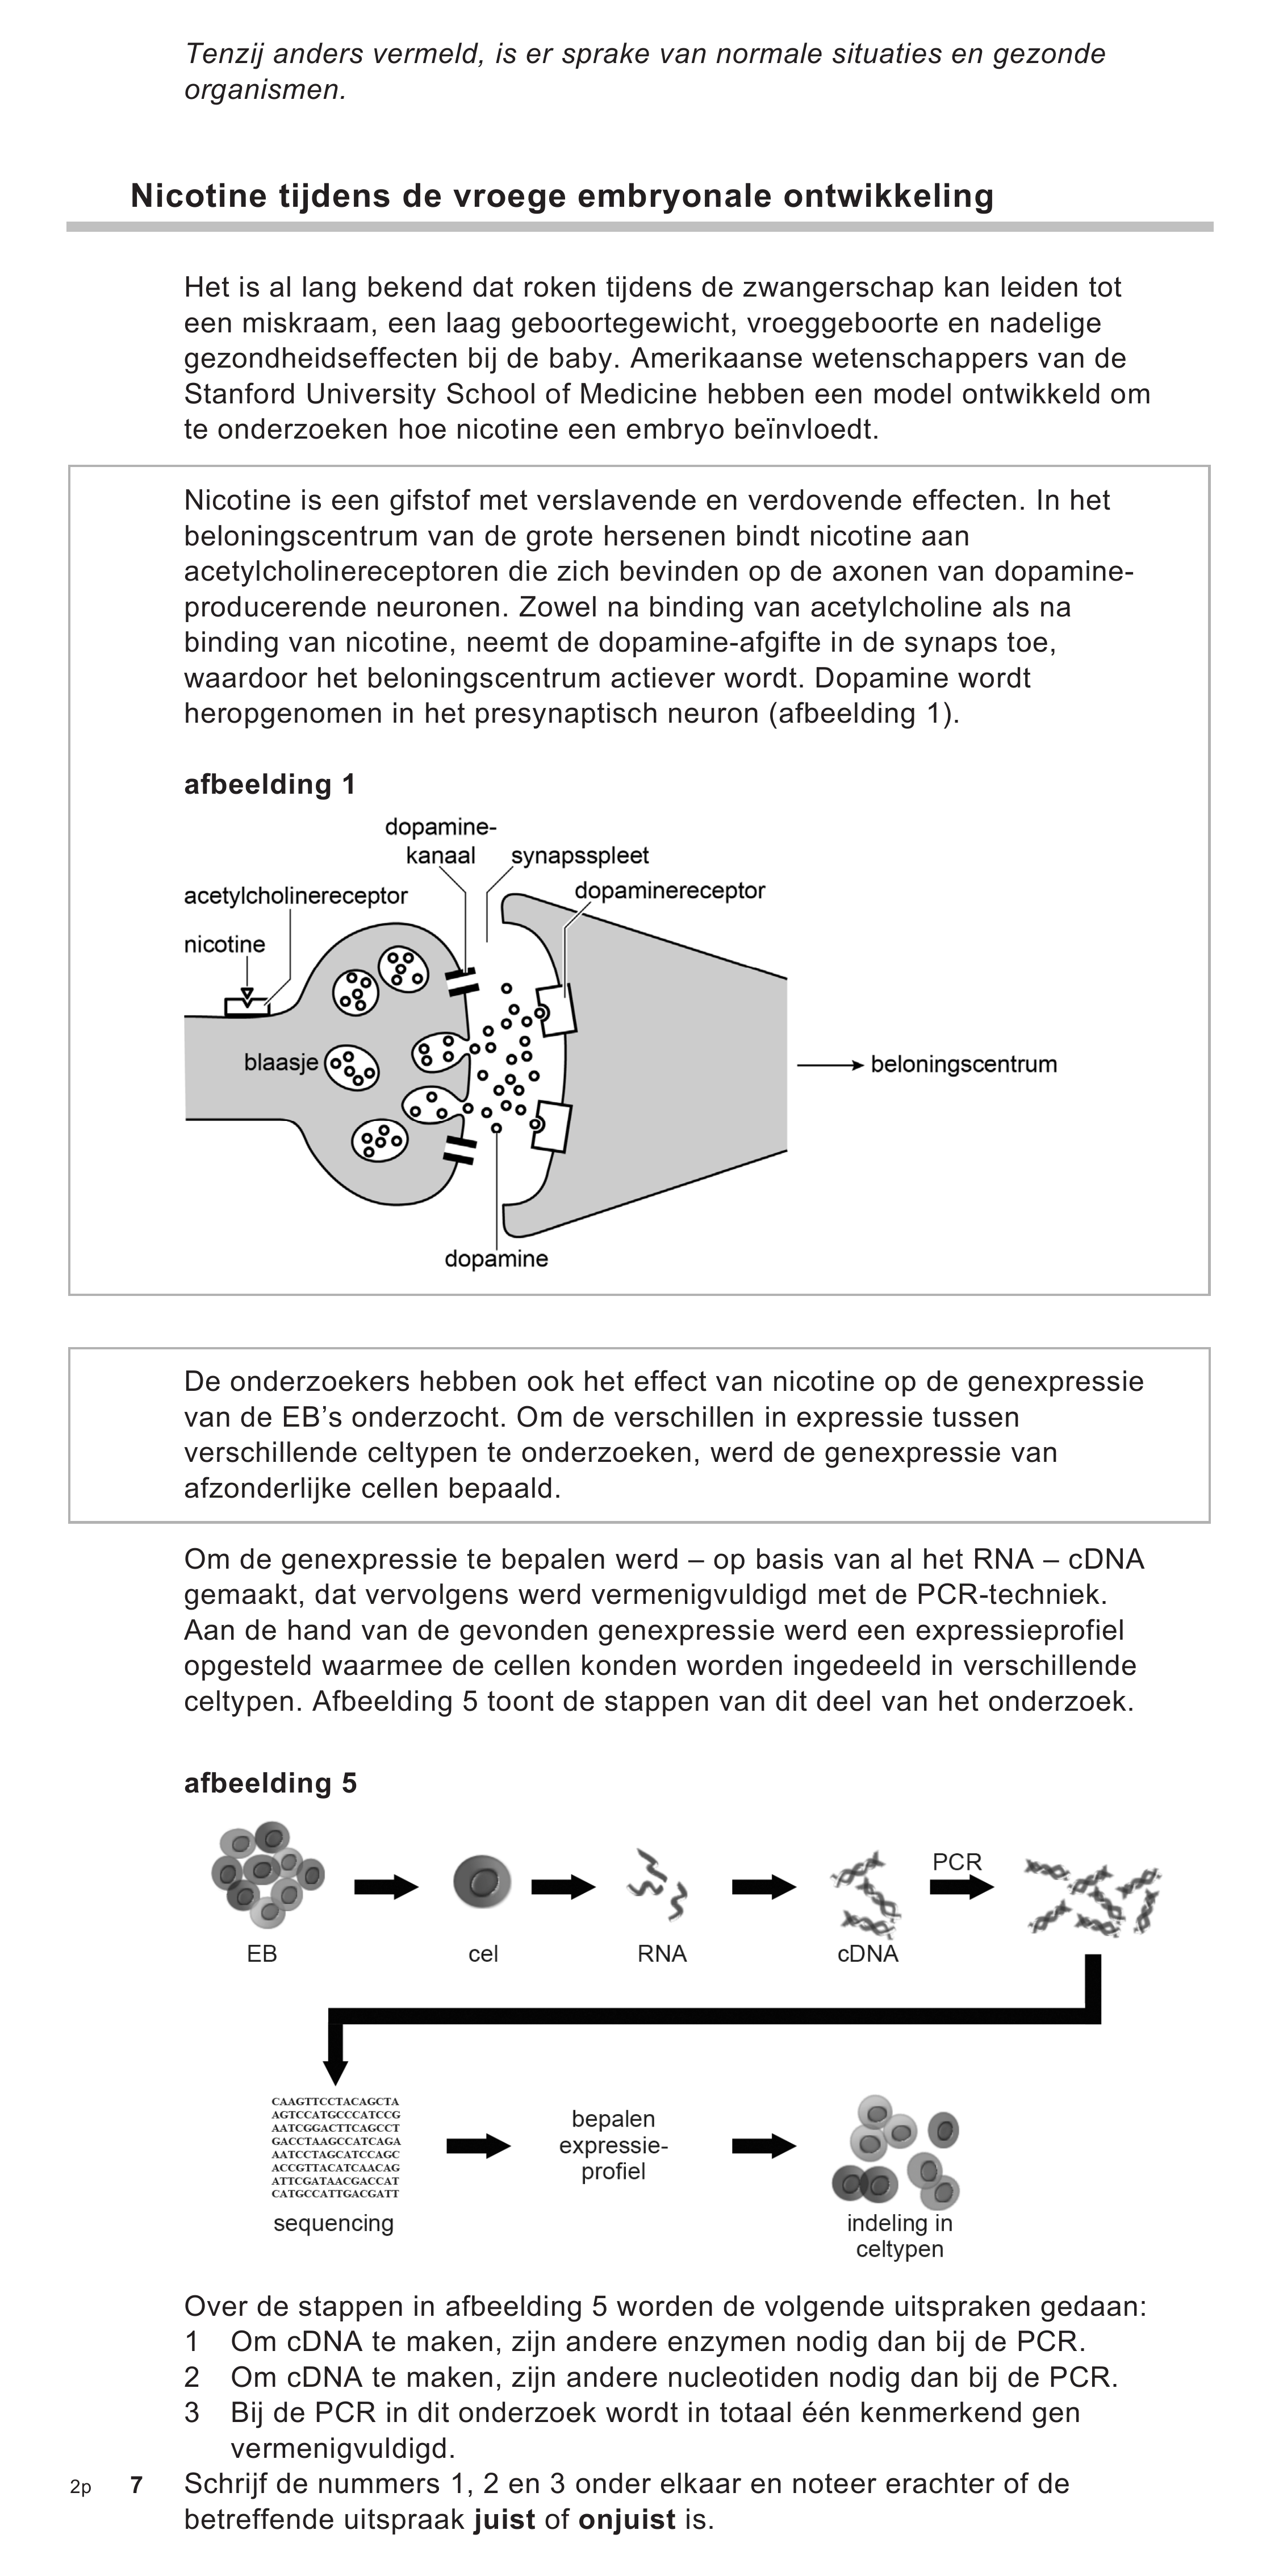 Tenzij anders vermeld, is er sprake van normale situaties en gezonde
organismen.
Nicotine tijdens de vroege embryonale ontwikkeling
Het is al lang bekend dat roken tijdens de zwangerschap kan leiden tot
een miskraam, een laag geboortegewicht, vroeggeboorte en nadelige
gezondheidseffecten bij de baby. Amerikaanse wetenschappers van de
Stanford University School of Medicine hebben een model ontwikkeld om
te onderzoeken hoe nicotine een embryo beïnvloedt.
Nicotine is een gifstof met verslavende en verdovende effecten. In het
beloningscentrum van de grote hersenen bindt nicotine aan
acetylcholinereceptoren die zich bevinden op de axonen van dopamine-
producerende neuronen. Zowel na binding van acetylcholine als na
binding van nicotine, neemt de dopamine-afgifte in de synaps toe,
waardoor het beloningscentrum actiever wordt. Dopamine wordt
heropgenomen in het presynaptisch neuron (afbeelding 1).
afbeelding 1
dopamine-
kanaal
synapsspleet
dopaminereceptor
acetylcholinereceptor
nicotine
blaasje
beloningscentrum
dopamine
De onderzoekers hebben ook het effect van nicotine op de genexpressie
van de EB’s onderzocht. Om de verschillen in expressie tussen
verschillende celtypen te onderzoeken, werd de genexpressie van
afzonderlijke cellen bepaald.
Om de genexpressie te bepalen werd – op basis van al het RNA – cDNA
gemaakt, dat vervolgens werd vermenigvuldigd met de PCR-techniek.
Aan de hand van de gevonden genexpressie werd een expressieprofiel
opgesteld waarmee de cellen konden worden ingedeeld in verschillende
celtypen. Afbeelding 5 toont de stappen van dit deel van het onderzoek.
afbeelding 5
PCR
EB
cel
RNA
cDNA
CAAGTTCCTACAGCTA
AGTCCATGCCCATCCG
AATCGGACTTCAGCCT
GACCTAAGCCATCAGA
AATCCTAGCATCCAGC
ACCGTTACATCAACAG
ATTCGATAACGACCAT
CATGCCATTGACGATT
sequencing
bepalen
expressie-
profiel
indeling in
celtypen
Over de stappen in afbeelding 5 worden de volgende uitspraken gedaan:
1 Om cDNA te maken, zijn andere enzymen nodig dan bij de PCR.
2 Om cDNA te maken, zijn andere nucleotiden nodig dan bij de PCR.
3 Bij de PCR in dit onderzoek wordt in totaal één kenmerkend gen
vermenigvuldigd.
2p 7 Schrijf de nummers 1, 2 en 3 onder elkaar en noteer erachter of de
betreffende uitspraak juist of onjuist is.